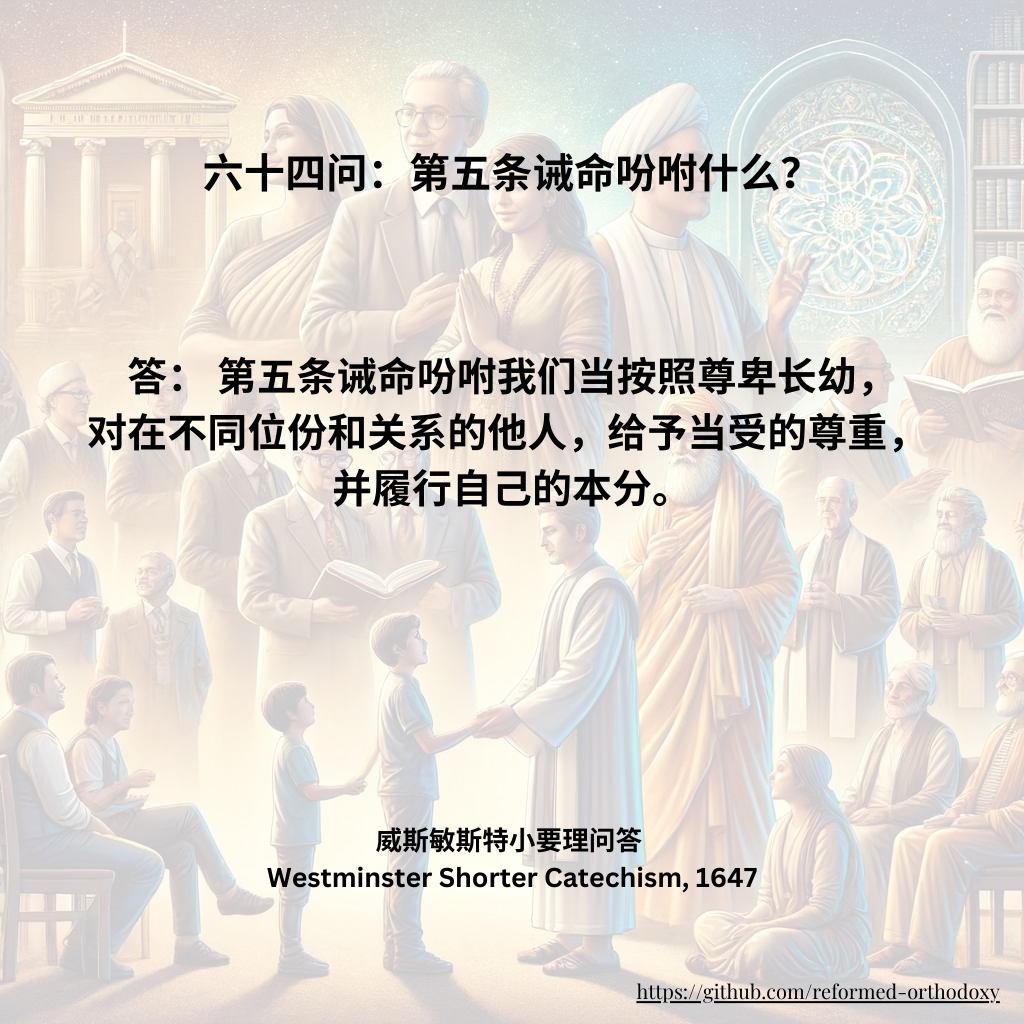 六十四问：第五条诫命吩咐什么？
答： 第五条诫命吩咐我们当按照尊卑长幼，
对在不同位份和关系的他人，给予当受的尊重，
并履行自己的本分。
威斯敏斯特小要理问答
Westminster Shorter Catechism, 1647
https://github.com/reformed-orthodoxy